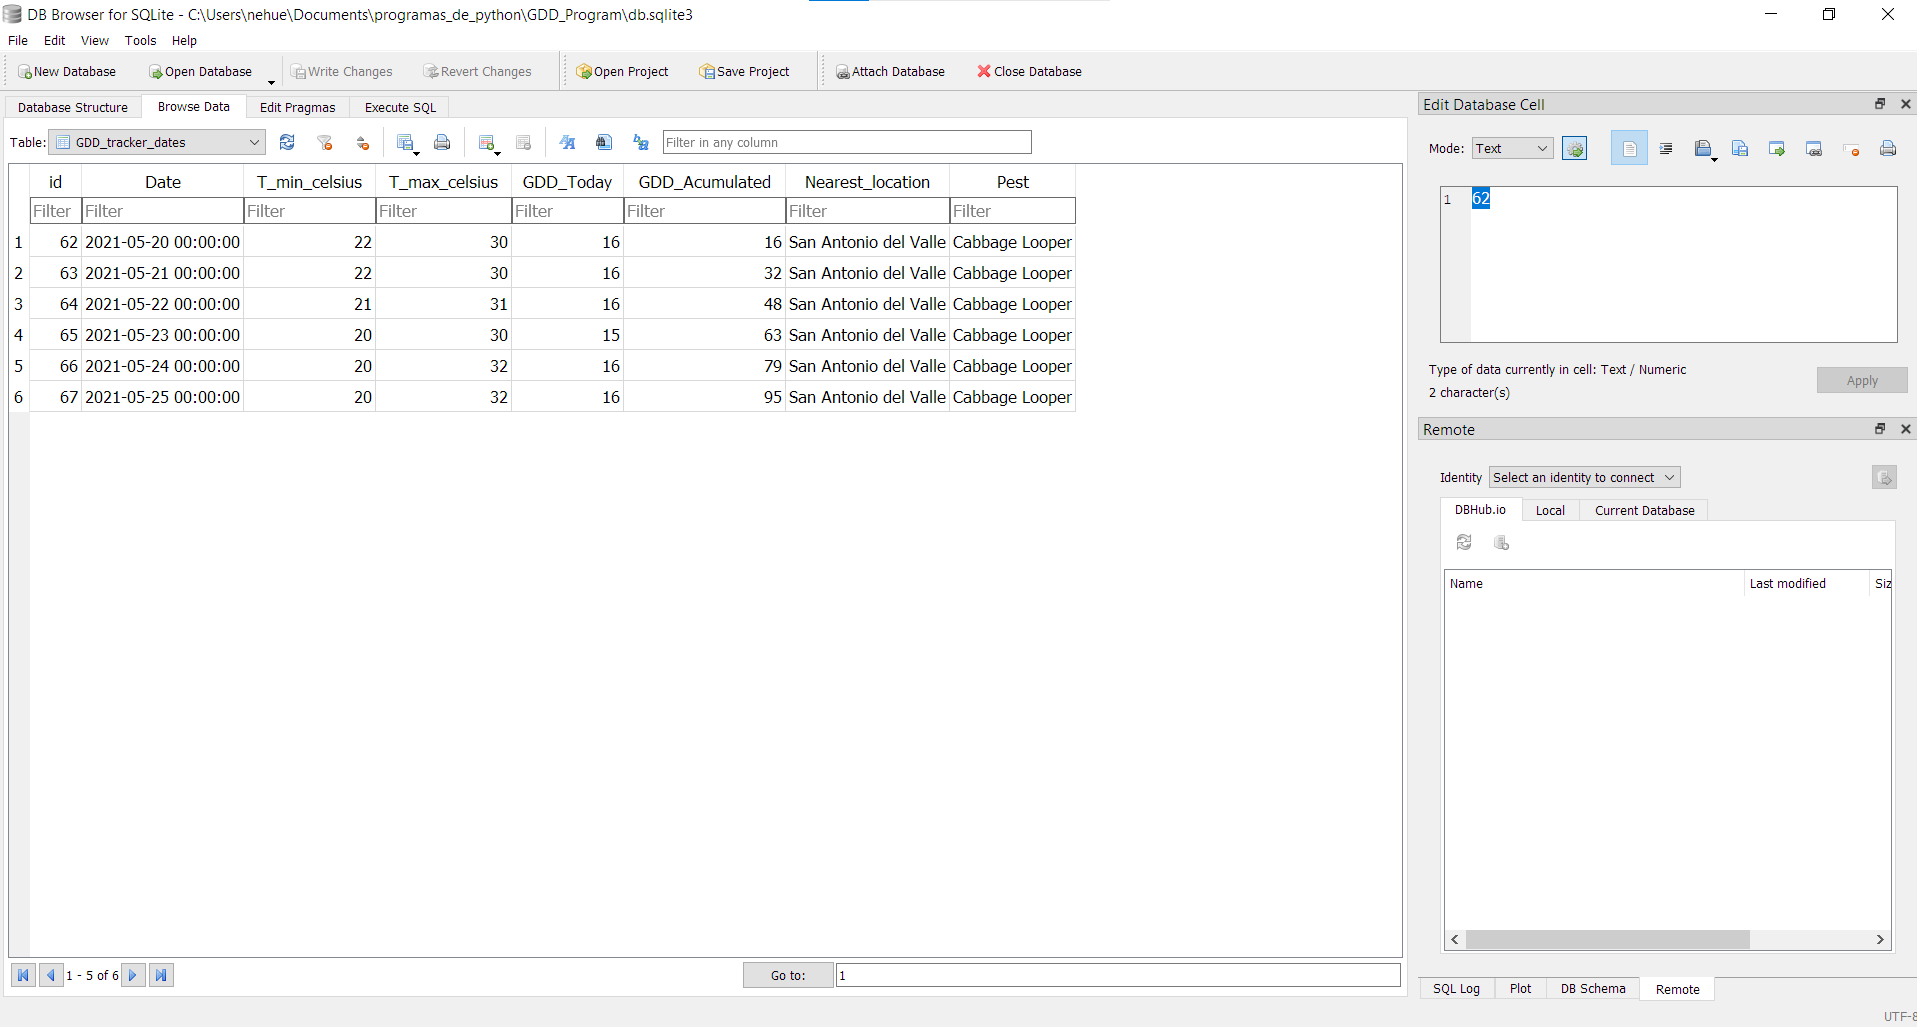 DB Browser for SQLite - C:\Users\nehue\Documents\programas_de_python\GDD_Program\db.sqlite3
File Edit View Tools Help
New Database Open Database Write Changes Revert Changes Open Project Save Project Attach Database Close Database
Database Structure Browse Data Edit Pragmas Execute SQL
Table: GDD_tracker_dates Filter in any column
id Date T_min_celsius T_max_celsius GDD_Today GDD_Acumulated Nearest_location Pest
Filter Filter Filter Filter Filter Filter Filter Filter
1 62 2021-05-20 00:00:00 22 30 16 16 San Antonio del Valle Cabbage Looper
2 63 2021-05-21 00:00:00 22 30 16 32 San Antonio del Valle Cabbage Looper
3 64 2021-05-22 00:00:00 21 31 16 48 San Antonio del Valle Cabbage Looper
4 65 2021-05-23 00:00:00 20 30 15 63 San Antonio del Valle Cabbage Looper
5 66 2021-05-24 00:00:00 20 32 16 79 San Antonio del Valle Cabbage Looper
6 67 2021-05-25 00:00:00 20 32 16 95 San Antonio del Valle Cabbage Looper
1 - 5 of 6 Go to: 1
Edit Database Cell
Mode: Text
1 62
Type of data currently in cell: Text / Numeric
2 character(s)
Apply
Remote
Identity Select an identity to connect
DBHub.io Local Current Database
Name Last modified Siz
SQL Log Plot DB Schema Remote
UTF-8